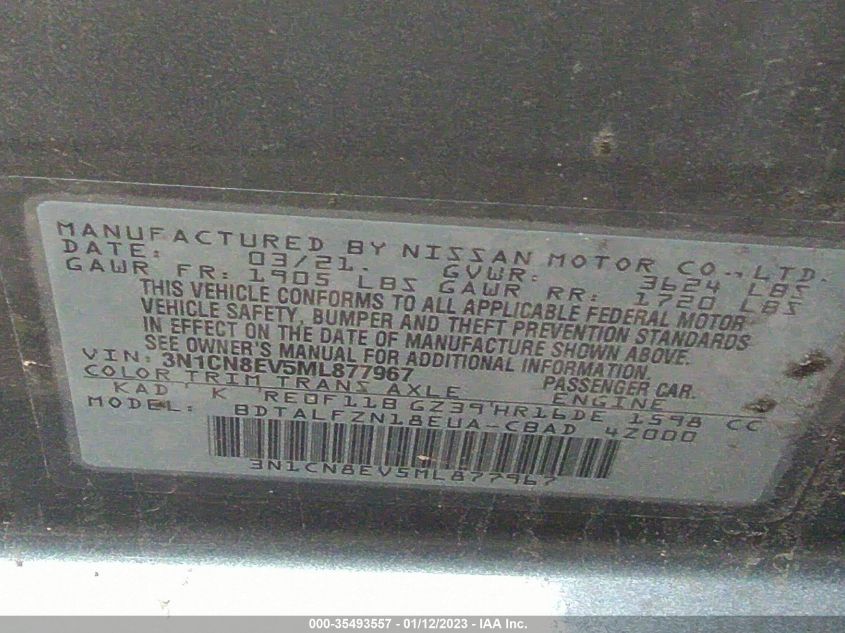 MANUFACTURED BY NISSAN MOTOR CO., LTD.
DATE: 03/21. GVWR: 3624 LBS
GAWR FR: 1905 LBS GAWR RR: 1720 LBS
THIS VEHICLE CONFORMS TO ALL APPLICABLE FEDERAL MOTOR
VEHICLE SAFETY, BUMPER AND THEFT PREVENTION STANDARDS
IN EFFECT ON THE DATE OF MANUFACTURE SHOWN ABOVE.
SEE OWNER'S MANUAL FOR ADDITIONAL INFORMATION.
VIN: 3N1CN8EV5ML877967 PASSENGER CAR.
COLOR TRIM TRANS AXLE ENGINE
KAD K RE0F11B GZ39 HR16DE 1598 CC
MODEL: BDTALFZN18EUA-CBAD 4Z000
3N1CN8EV5ML877967
000-35493557 - 01/12/2023 - IAA Inc.